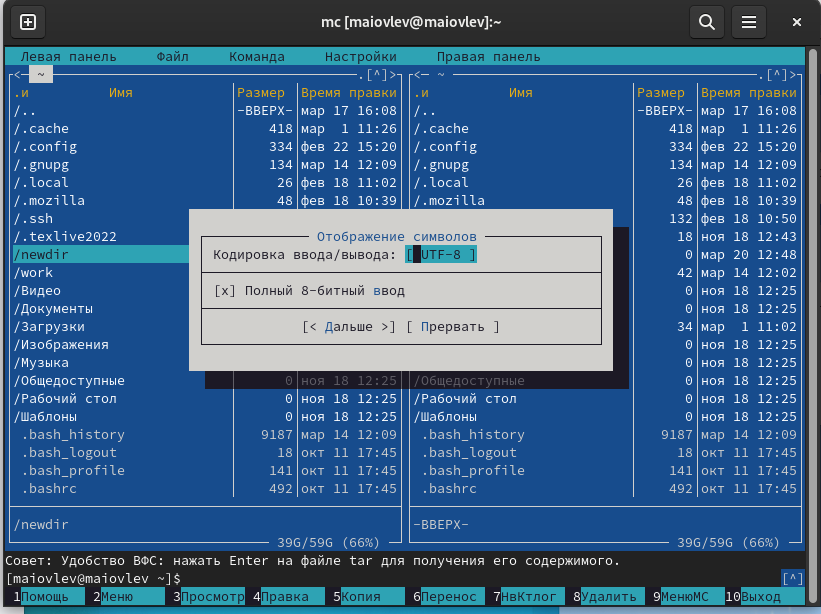 mc [maiovlev@maiovlev]:~
Левая панель Файл Команда Настройки Правая панель
<─ ~ .[^]> <─ ~ .[^]>
.и Имя Размер Время правки .и Имя Размер Время правки
/.. -ВВЕРХ- мар 17 16:08 /.. -ВВЕРХ- мар 17 16:08
/.cache 418 мар 1 11:26 /.cache 418 мар 1 11:26
/.config 334 фев 22 15:20 /.config 334 фев 22 15:20
/.gnupg 134 мар 14 12:09 /.gnupg 134 мар 14 12:09
/.local 26 фев 18 11:02 /.local 26 фев 18 11:02
/.mozilla 48 фев 18 10:39 /.mozilla 48 фев 18 10:39
/.ssh 132 фев 18 10:50
/.texlive2022 Отображение символов 18 ноя 18 12:43
/newdir Кодировка ввода/вывода: [ UTF-8 ] 0 мар 20 12:48
/work 42 мар 14 12:02
/Видео [x] Полный 8-битный ввод 0 ноя 18 12:25
/Документы 0 ноя 18 12:25
/Загрузки [< Дальше >] [ Прервать ] 34 мар 1 11:02
/Изображения 0 ноя 18 12:25
/Музыка 0 ноя 18 12:25
/Общедоступные 0 ноя 18 12:25 /Общедоступные 0 ноя 18 12:25
/Рабочий стол 0 ноя 18 12:25 /Рабочий стол 0 ноя 18 12:25
/Шаблоны 0 ноя 18 12:25 /Шаблоны 0 ноя 18 12:25
.bash_history 9187 мар 14 12:09 .bash_history 9187 мар 14 12:09
.bash_logout 18 окт 11 17:45 .bash_logout 18 окт 11 17:45
.bash_profile 141 окт 11 17:45 .bash_profile 141 окт 11 17:45
.bashrc 492 окт 11 17:45 .bashrc 492 окт 11 17:45
/newdir -ВВЕРХ-
39G/59G (66%) 39G/59G (66%)
Совет: Удобство ВФС: нажать Enter на файле tar для получения его содержимого.
[maiovlev@maiovlev ~]$ [^]
1Помощь 2Меню 3Просмотр 4Правка 5Копия 6Перенос 7НвКтлог 8Удалить 9МенюMC 10Выход